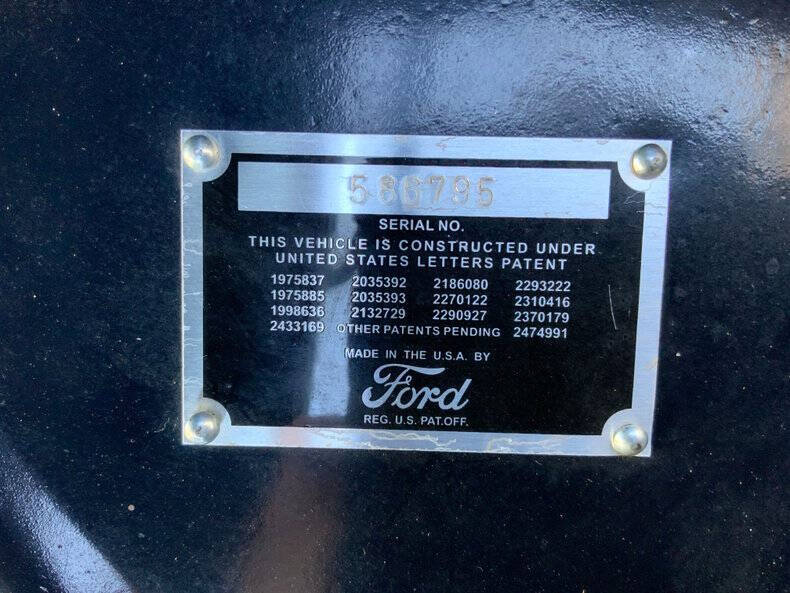 586795
SERIAL NO.
THIS VEHICLE IS CONSTRUCTED UNDER
UNITED STATES LETTERS PATENT
1975837 2035392 2186080 2293222
1975885 2035393 2270122 2310416
1998636 2132729 2290927 2370179
2433169 OTHER PATENTS PENDING 2474991
MADE IN THE U.S.A. BY
Ford
REG. U.S. PAT.OFF.